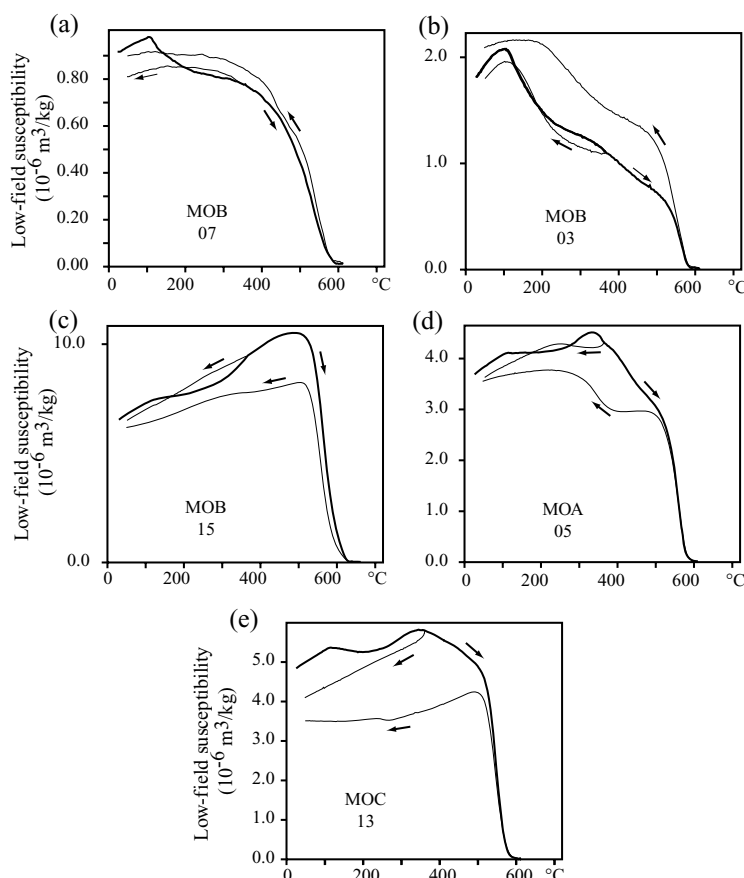 (a)
Low-field susceptibility
(10⁻⁶ m³/kg)
0.80
0.60
0.40
0.20
0.00
MOB
07
0 200 400 600 °C
(b)
2.0
1.0
0.0
MOB
03
0 200 400 600 °C
(c)
Low-field susceptibility
(10⁻⁶ m³/kg)
10.0
0.0
MOB
15
0 200 400 600 °C
(d)
4.0
3.0
4.0
1.0
0.0
MOA
05
0 200 400 600 °C
(e)
Low-field susceptibility
(10⁻⁶ m³/kg)
5.0
4.0
3.0
4.0
1.0
0.0
MOC
13
0 200 400 600 °C